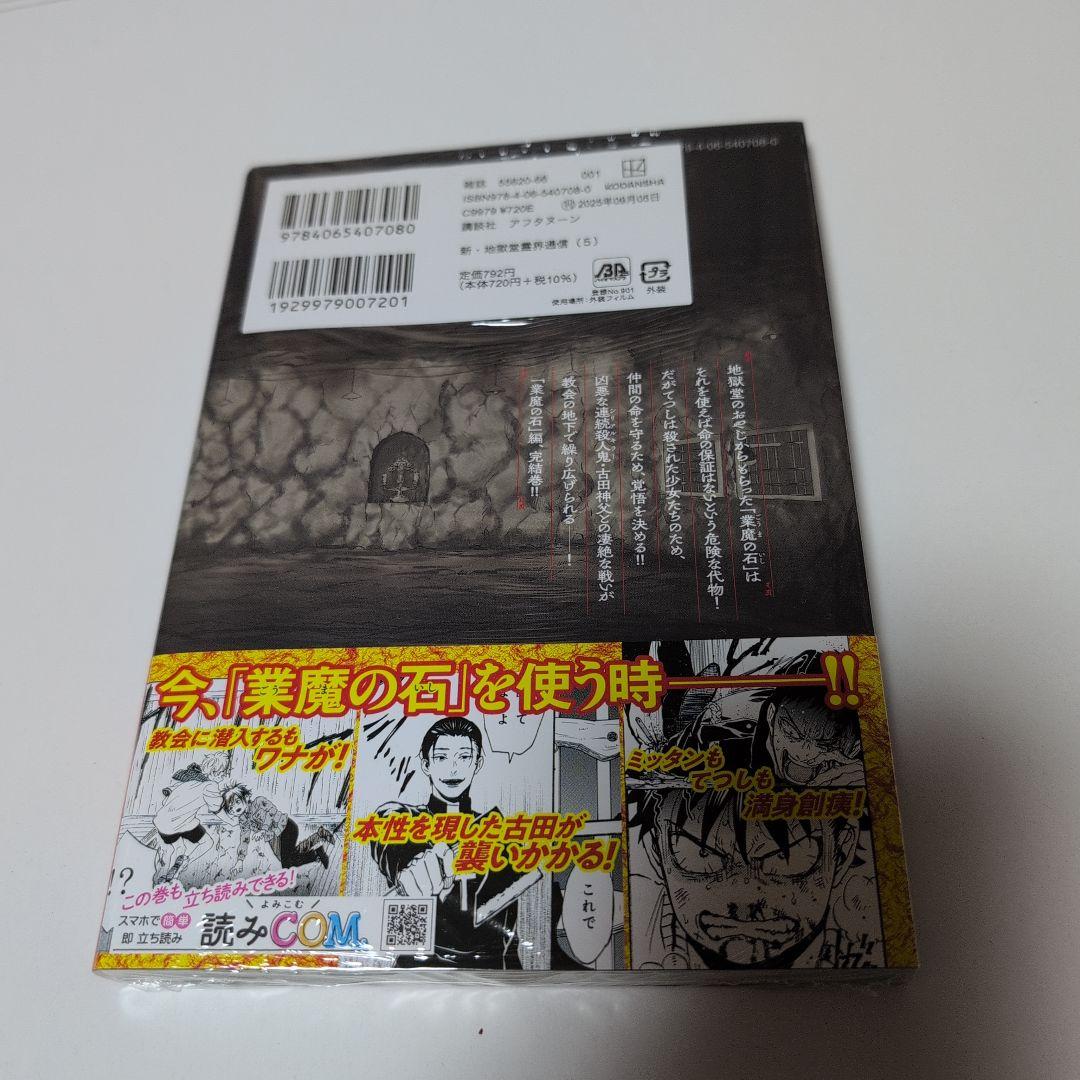 9784065407080
1929979007201
雑誌 55820-66 001
ISBN978-4-06-540708-0
C9979 ¥720E
2025年09月05日
KODANSHA
講談社 アフタヌーン
新・地獄堂霊界通信(5)
定価792円
(本体720円+税10%)
登録No.901
使用場所:外装フィルム
プラ
外装
地獄堂のおやじからもらった「業魔の石」は
それを使えば命の保証はないという危険な代物!
だがてつしは殺された少女たちのため、
仲間の命を守るため、覚悟を決める!!
凶悪な連続殺人鬼・古田神父との凄絶な戦いが
教会の地下で繰り広げられる――!
「業魔の石」編、完結巻!!
今、「業魔の石」を使う時――!!
教会に潜入するも
ワナが!
本性を現した古田が
襲いかかる!
ミッタンも
てつしも
満身創痍!
これで
!?
この巻も立ち読みできる!
スマホで簡単
即 立ち読み
よみこむ
読みCOM